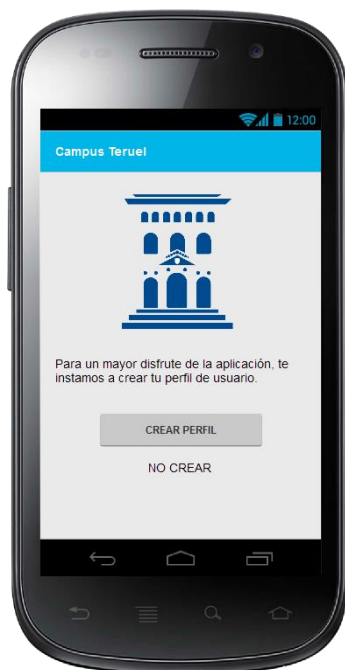 12:00
Campus Teruel
Para un mayor disfrute de la aplicación, te
instamos a crear tu perfil de usuario.
CREAR PERFIL
NO CREAR